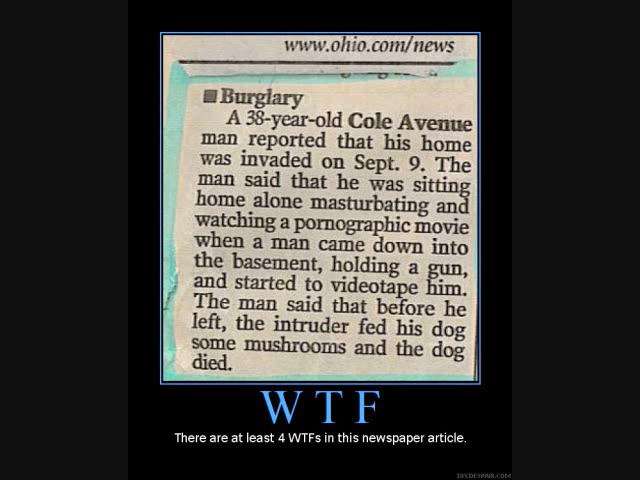 www.ohio.com/news
Burglary
A 38-year-old Cole Avenue
man reported that his home
was invaded on Sept. 9. The
man said that he was sitting
home alone masturbating and
watching a pornographic movie
when a man came down into
the basement, holding a gun,
and started to videotape him.
The man said that before he
left, the intruder fed his dog
some mushrooms and the dog
died.
WTF
There are at least 4 WTFs in this newspaper article.
DIYDESPAIR.COM